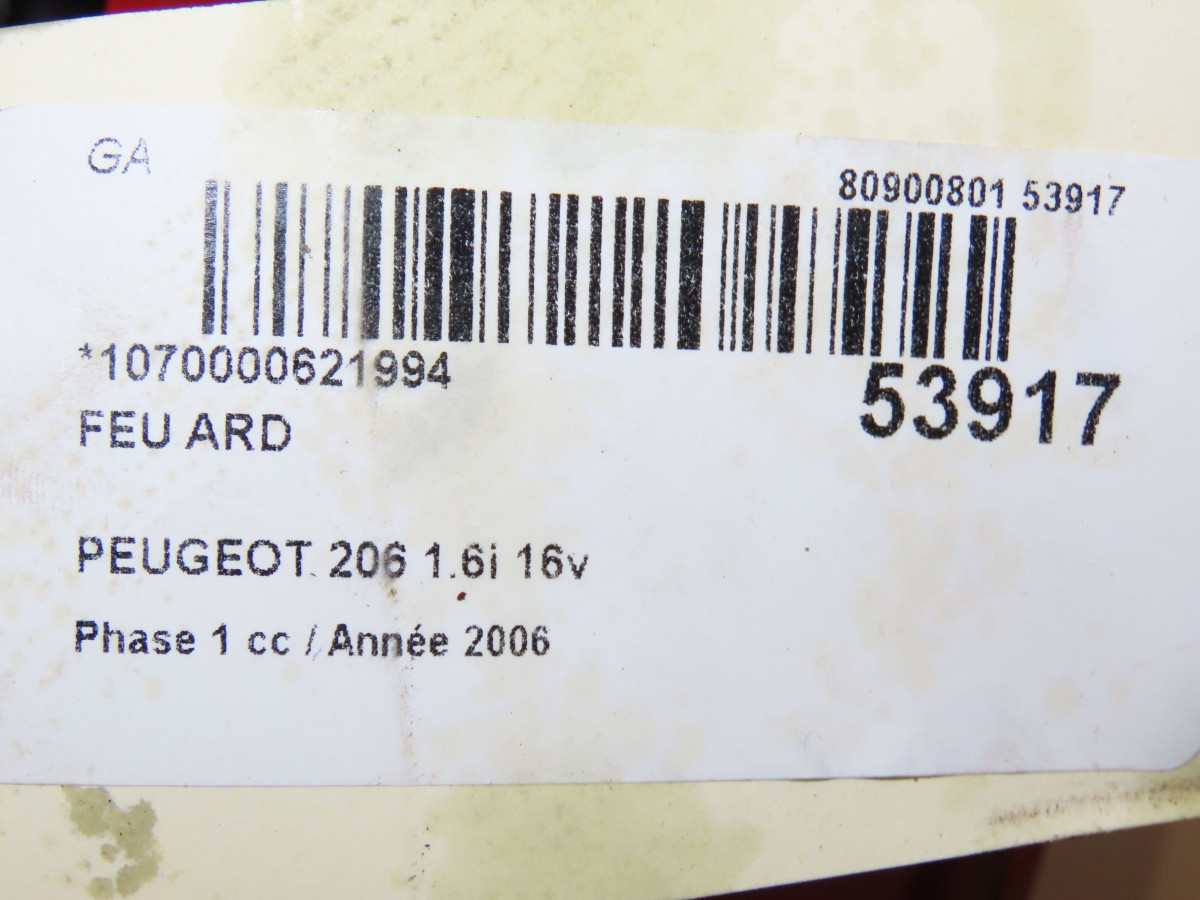 GA
80900801 53917
*1070000621994
53917
FEU ARD
PEUGEOT 206 1.6i 16v
Phase 1 cc / Année 2006